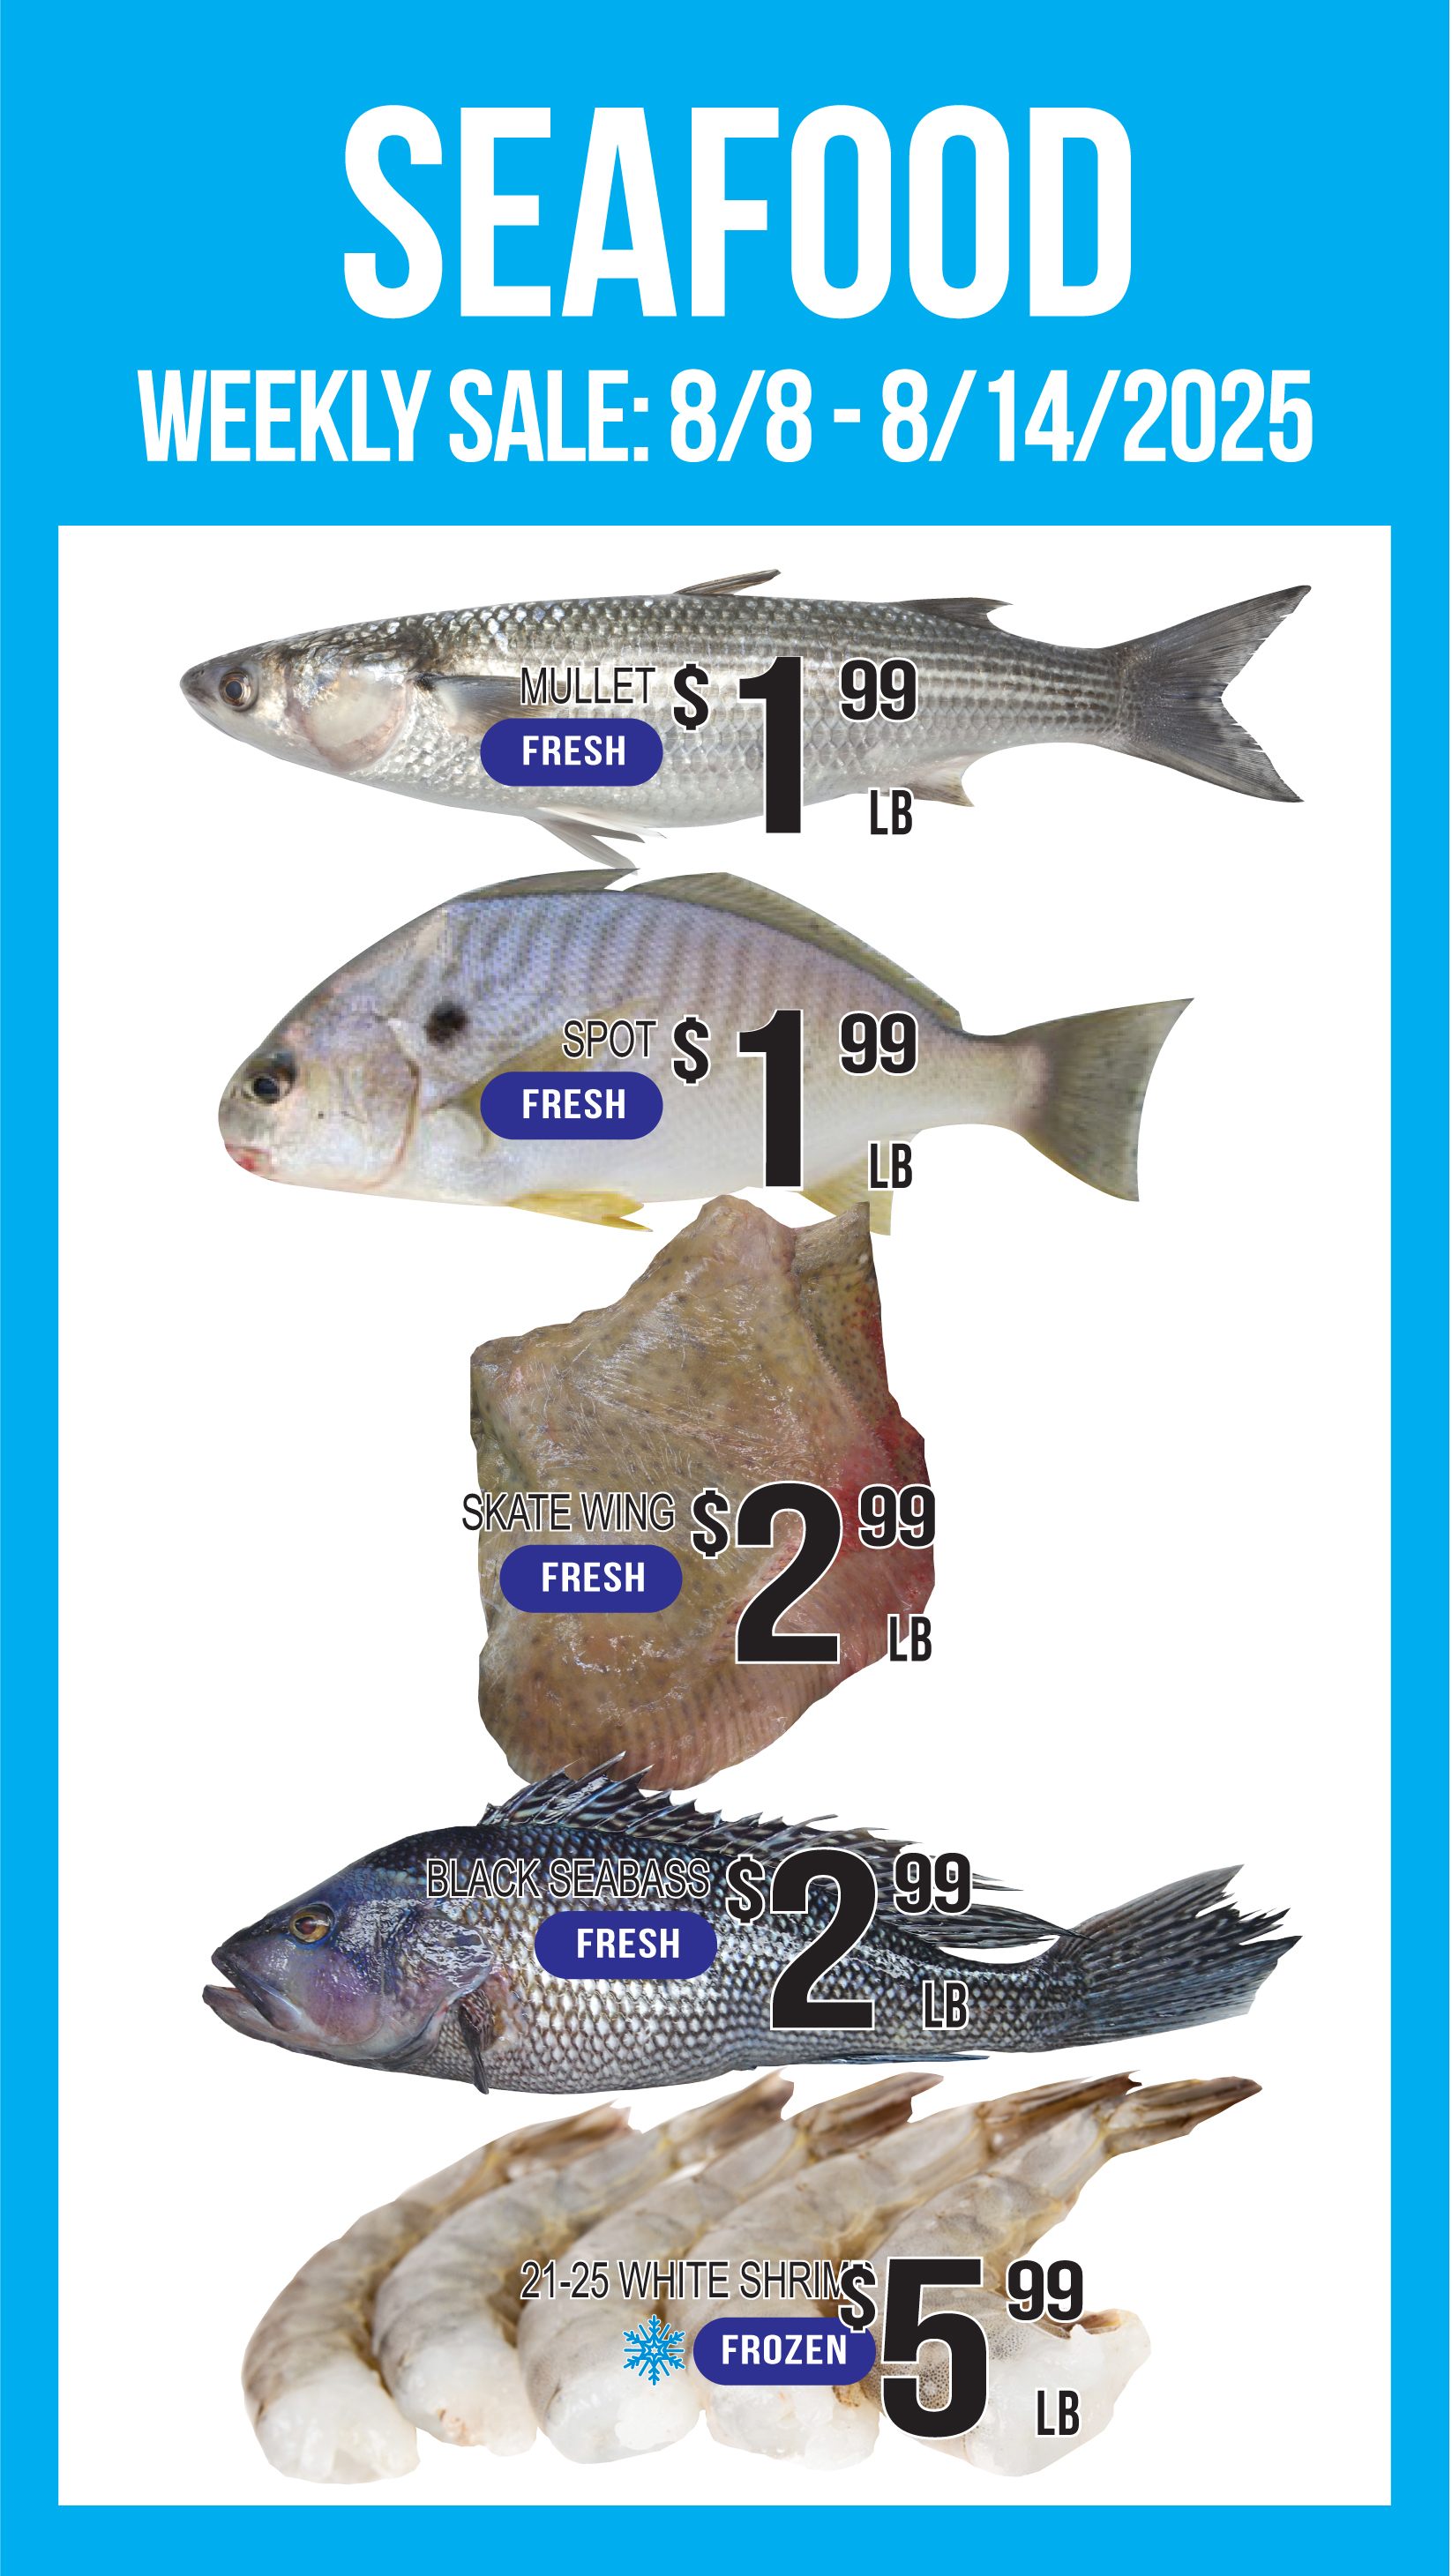 SEAFOOD
WEEKLY SALE: 8/8 - 8/14/2025
MULLET $1 99
FRESH
LB
SPOT $1 99
FRESH
LB
SKATE WING $2 99
FRESH
LB
BLACK SEABASS $2 99
FRESH
LB
21-25 WHITE SHRIMP $5 99
FROZEN
LB